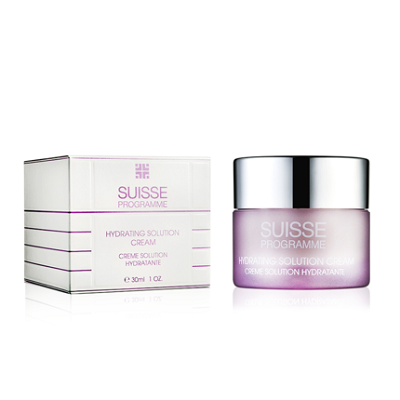 SUISSE
PROGRAMME
HYDRATING SOLUTION
CREAM
CRÈME SOLUTION
HYDRATANTE
e 30ml 1 OZ.
SUISSE
PROGRAMME
HYDRATING SOLUTION CREAM
CRÈME SOLUTION HYDRATANTE